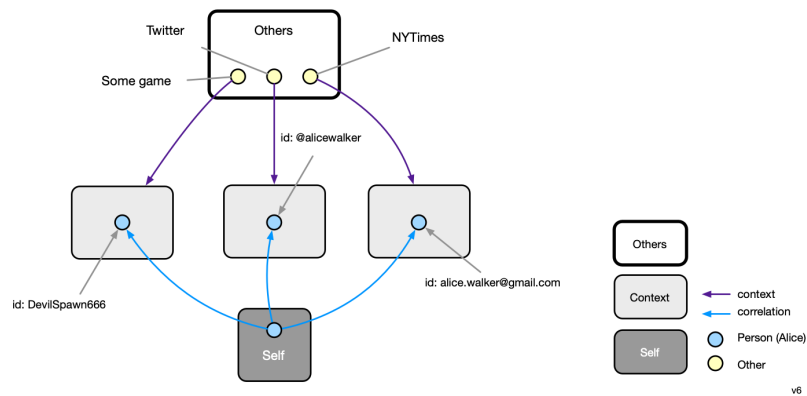 Twitter
Others
NYTimes
Some game
id: @alicewalker
id: DevilSpawn666
id: alice.walker@gmail.com
Self
Others
Context
Self
context
correlation
Person (Alice)
Other
v6